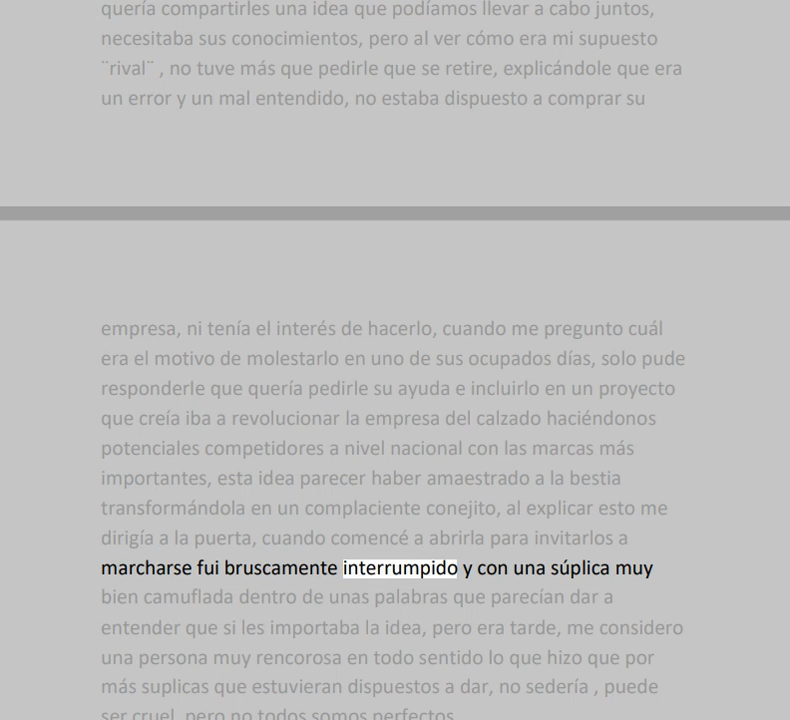 quería compartirles una idea que podíamos llevar a cabo juntos,
necesitaba sus conocimientos, pero al ver cómo era mi supuesto
¨rival¨ , no tuve más que pedirle que se retire, explicándole que era
un error y un mal entendido, no estaba dispuesto a comprar su
empresa, ni tenía el interés de hacerlo, cuando me pregunto cuál
era el motivo de molestarlo en uno de sus ocupados días, solo pude
responderle que quería pedirle su ayuda e incluirlo en un proyecto
que creía iba a revolucionar la empresa del calzado haciéndonos
potenciales competidores a nivel nacional con las marcas más
importantes, esta idea parecer haber amaestrado a la bestia
transformándola en un complaciente conejito, al explicar esto me
dirigía a la puerta, cuando comencé a abrirla para invitarlos a
marcharse fui bruscamente interrumpido y con una súplica muy
bien camuflada dentro de unas palabras que parecían dar a
entender que si les importaba la idea, pero era tarde, me considero
una persona muy rencorosa en todo sentido lo que hizo que por
más suplicas que estuvieran dispuestos a dar, no sedería , puede
ser cruel, pero no todos somos perfectos